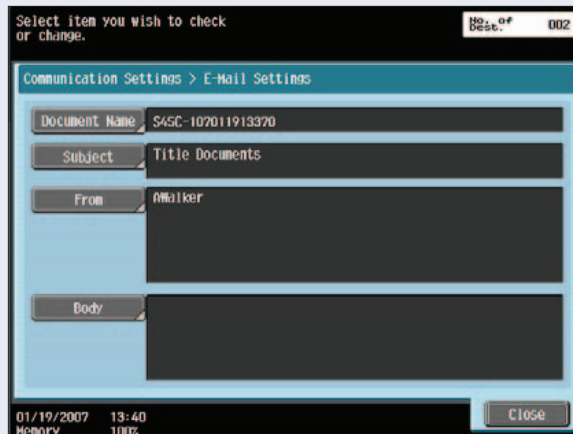 Select item you wish to check
or change.
No. of
Dest.
002
Communication Settings > E-Mail Settings
Document Name
S4SC-107011913370
Subject
Title Documents
From
AWalker
Body
01/19/2007 13:40
Memory 100%
Close